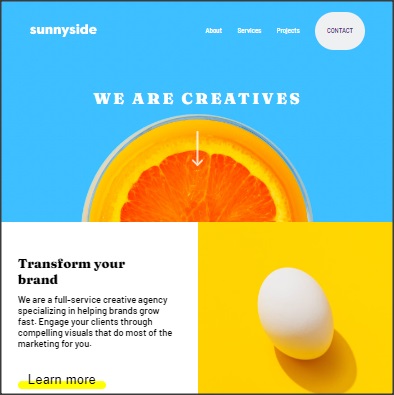 sunnyside
About Services Projects CONTACT
WE ARE CREATIVES
Transform your
brand
We are a full-service creative agency
specializing in helping brands grow
fast. Engage your clients through
compelling visuals that do most of the
marketing for you.
Learn more